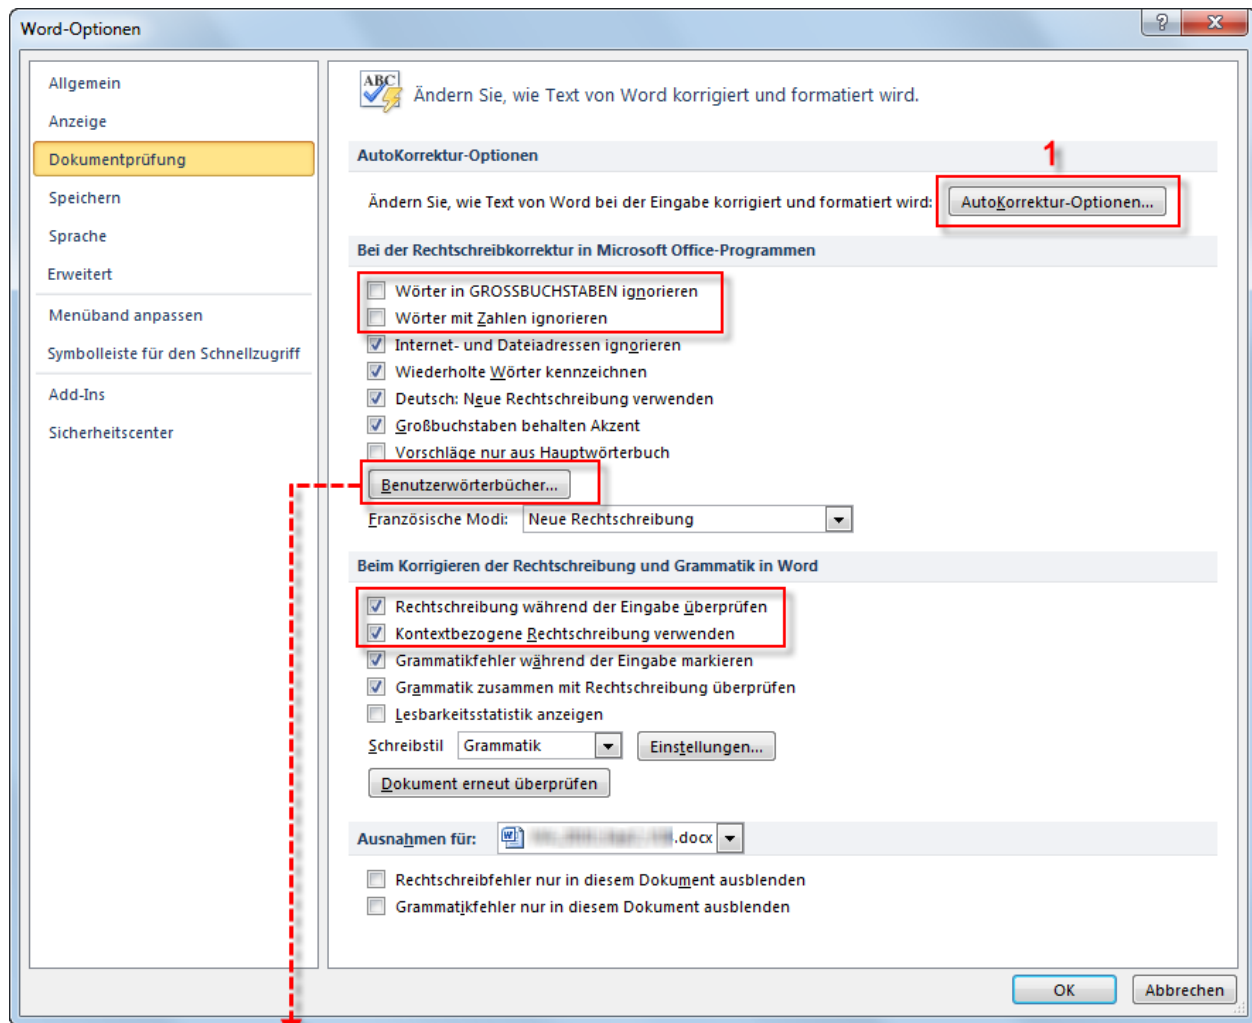 Word-Optionen
Allgemein
Anzeige
Dokumentprüfung
Speichern
Sprache
Erweitert
Menüband anpassen
Symbolleiste für den Schnellzugriff
Add-Ins
Sicherheitscenter
ABC
Ändern Sie, wie Text von Word korrigiert und formatiert wird.
AutoKorrektur-Optionen
1
Ändern Sie, wie Text von Word bei der Eingabe korrigiert und formatiert wird: AutoKorrektur-Optionen...
Bei der Rechtschreibkorrektur in Microsoft Office-Programmen
Wörter in GROSSBUCHSTABEN ignorieren
Wörter mit Zahlen ignorieren
Internet- und Dateiadressen ignorieren
Wiederholte Wörter kennzeichnen
Deutsch: Neue Rechtschreibung verwenden
Großbuchstaben behalten Akzent
Vorschläge nur aus Hauptwörterbuch
Benutzerwörterbücher...
Französische Modi: Neue Rechtschreibung
Beim Korrigieren der Rechtschreibung und Grammatik in Word
Rechtschreibung während der Eingabe überprüfen
Kontextbezogene Rechtschreibung verwenden
Grammatikfehler während der Eingabe markieren
Grammatik zusammen mit Rechtschreibung überprüfen
Lesbarkeitsstatistik anzeigen
Schreibstil Grammatik Einstellungen...
Dokument erneut überprüfen
Ausnahmen für: .docx
Rechtschreibfehler nur in diesem Dokument ausblenden
Grammatikfehler nur in diesem Dokument ausblenden
OK Abbrechen